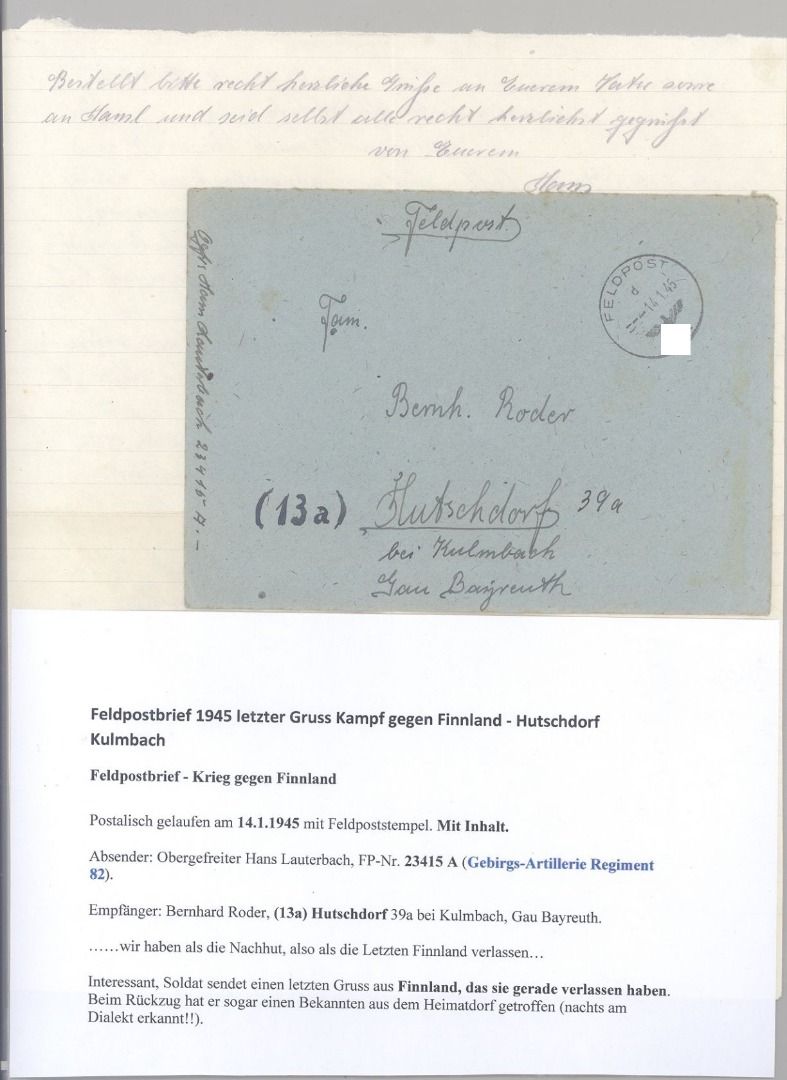 Bestellt bitte recht herzliche Grüße an Euerem Vater sowie
an Hansl und seid selbst alle recht herzlichst gegrüßt
von Euerem
Hans
Feldpost
FELDPOST
d
-14.1.45
Fam.
Bernh. Roder
(13a) Hutschdorf 39a
bei Kulmbach
Gau Bayreuth
Ogfr. Hans Lauterbach 23415 A.-
Feldpostbrief 1945 letzter Gruss Kampf gegen Finnland - Hutschdorf
Kulmbach
Feldpostbrief - Krieg gegen Finnland
Postalisch gelaufen am 14.1.1945 mit Feldpoststempel. Mit Inhalt.
Absender: Obergefreiter Hans Lauterbach, FP-Nr. 23415 A (Gebirgs-Artillerie Regiment
82).
Empfänger: Bernhard Roder, (13a) Hutschdorf 39a bei Kulmbach, Gau Bayreuth.
……wir haben als die Nachhut, also als die Letzten Finnland verlassen…
Interessant, Soldat sendet einen letzten Gruss aus Finnland, das sie gerade verlassen haben.
Beim Rückzug hat er sogar einen Bekannten aus dem Heimatdorf getroffen (nachts am
Dialekt erkannt!!).